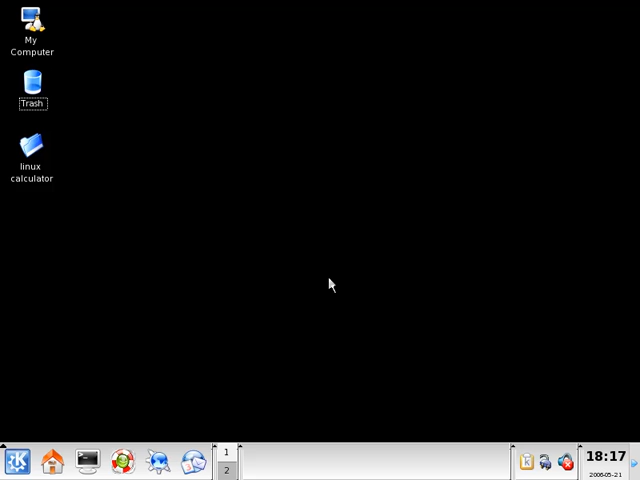 My
Computer
Trash
linux
calculator
1
2
18:17
2006-05-21